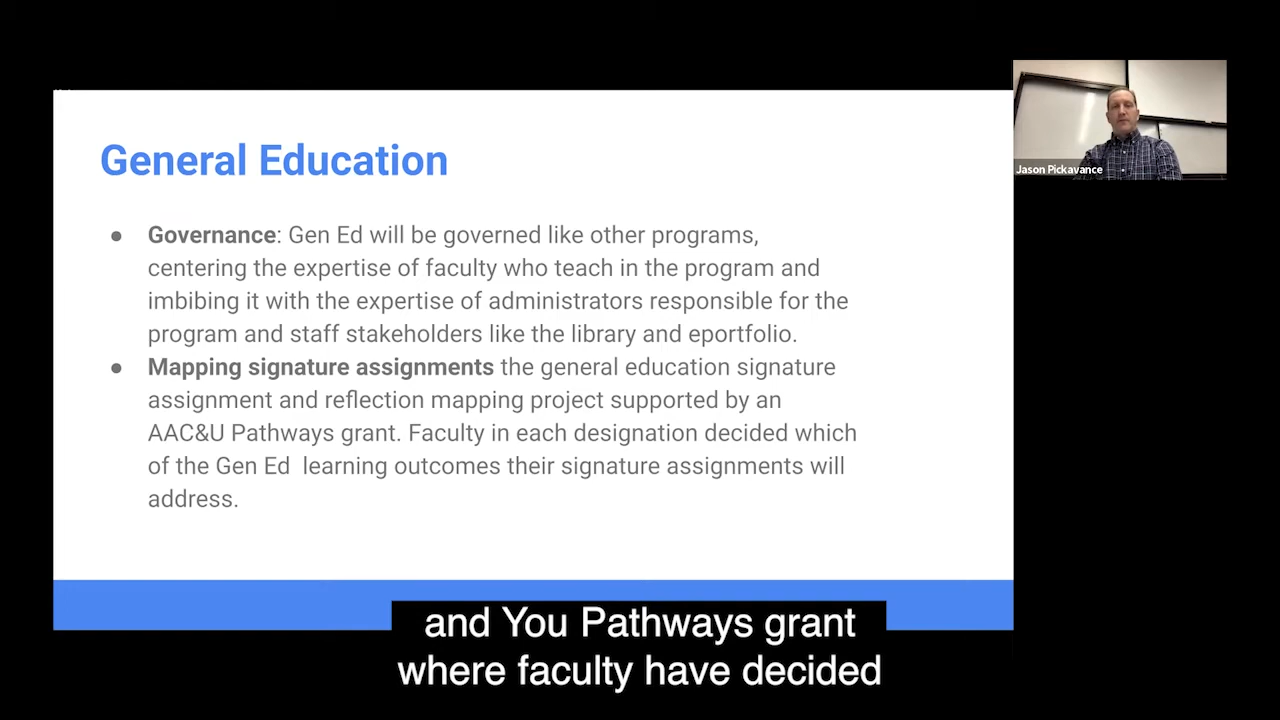 General Education
● Governance: Gen Ed will be governed like other programs,
centering the expertise of faculty who teach in the program and
imbibing it with the expertise of administrators responsible for the
program and staff stakeholders like the library and eportfolio.
● Mapping signature assignments the general education signature
assignment and reflection mapping project supported by an
AAC&U Pathways grant. Faculty in each designation decided which
of the Gen Ed  learning outcomes their signature assignments will
address.
Jason Pickavance
and You Pathways grant
where faculty have decided